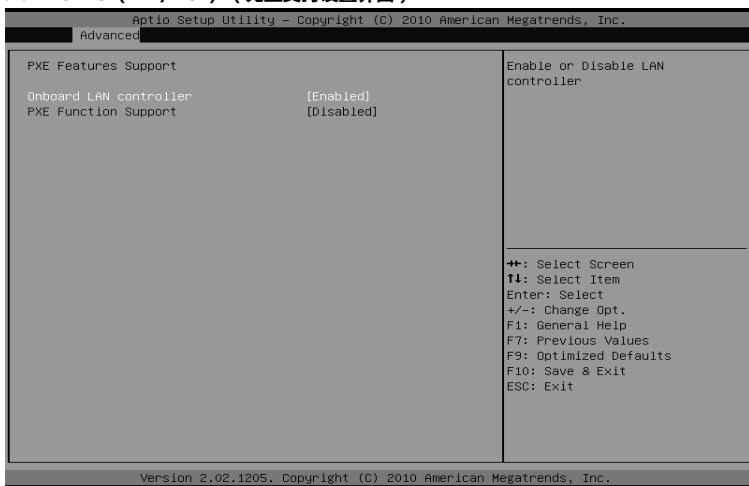 Aptio Setup Utility – Copyright (C) 2010 American Megatrends, Inc.
Advanced
PXE Features Support
Onboard LAN controller [Enabled]
PXE Function Support [Disabled]
Enable or Disable LAN
controller
→←: Select Screen
↑↓: Select Item
Enter: Select
+/-: Change Opt.
F1: General Help
F7: Previous Values
F9: Optimized Defaults
F10: Save & Exit
ESC: Exit
Version 2.02.1205. Copyright (C) 2010 American Megatrends, Inc.